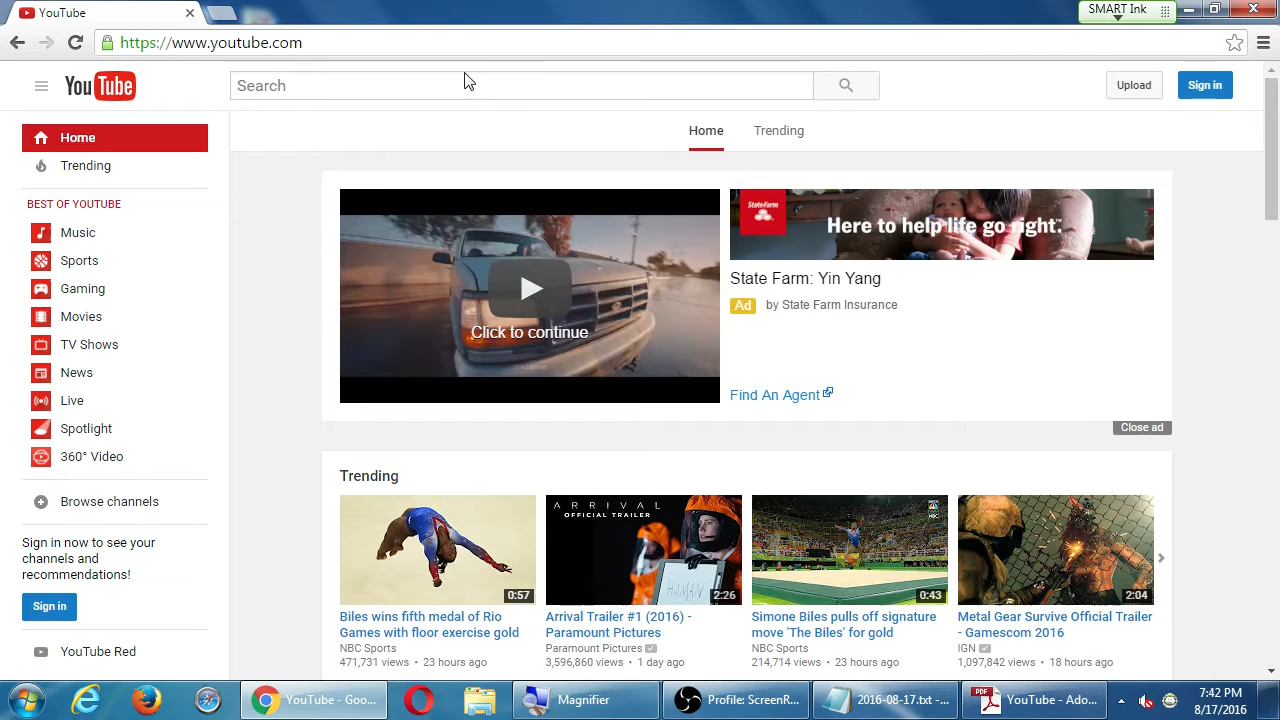 YouTube
SMART Ink
https://www.youtube.com
YouTube
Search
Upload
Sign in
Home
Trending
Home
Trending
BEST OF YOUTUBE
Music
Sports
Gaming
Movies
TV Shows
News
Live
Spotlight
360° Video
Browse channels
Sign in now to see your
channels and
recommendations!
Sign in
YouTube Red
Click to continue
StateFarm
Here to help life go right.™
State Farm: Yin Yang
Ad by State Farm Insurance
Find An Agent
Close ad
Trending
0:57
Biles wins fifth medal of Rio
Games with floor exercise gold
NBC Sports
471,731 views • 23 hours ago
ARRIVAL
OFFICIAL TRAILER
HUMAN
2:26
Arrival Trailer #1 (2016) -
Paramount Pictures
Paramount Pictures
3,596,860 views • 1 day ago
0:43
Simone Biles pulls off signature
move 'The Biles' for gold
NBC Sports
214,714 views • 23 hours ago
2:04
Metal Gear Survive Official Trailer
- Gamescom 2016
IGN
1,097,842 views • 18 hours ago
YouTube - Goo...
Magnifier
Profile: ScreenR...
2016-08-17.txt -...
PDF
YouTube - Ado...
7:42 PM
8/17/2016